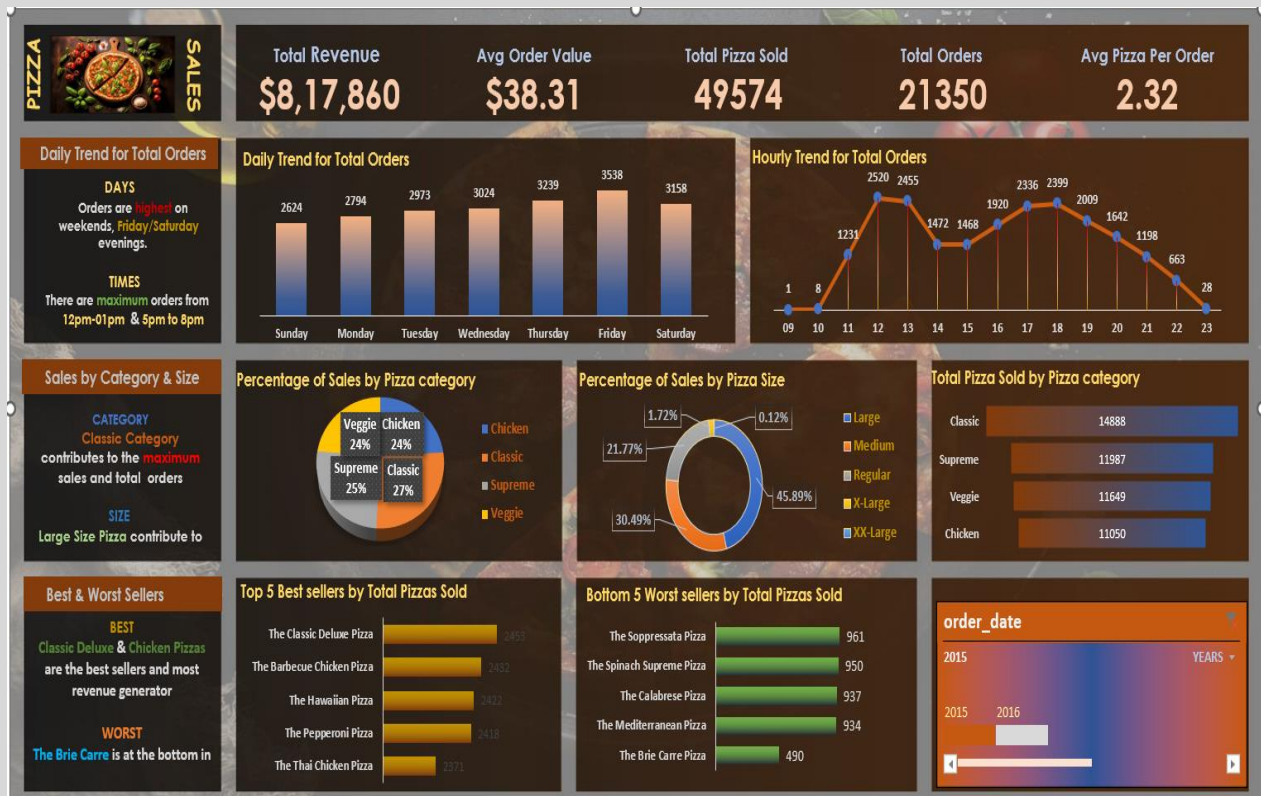 PIZZA
SALES
Total Revenue
$8,17,860
Avg Order Value
$38.31
Total Pizza Sold
49574
Total Orders
21350
Avg Pizza Per Order
2.32
Daily Trend for Total Orders
DAYS
Orders are highest on
weekends, Friday/Saturday
evenings.
TIMES
There are maximum orders from
12pm-01pm & 5pm to 8pm
Daily Trend for Total Orders
2624 2794 2973 3024 3239 3538 3158
Sunday Monday Tuesday Wednesday Thursday Friday Saturday
Hourly Trend for Total Orders
1 8 1231 2520 2455 1472 1468 1920 2336 2399 2009 1642 1198 663 28
09 10 11 12 13 14 15 16 17 18 19 20 21 22 23
Sales by Category & Size
CATEGORY
Classic Category
contributes to the maximum
sales and total orders
SIZE
Large Size Pizza contribute to
Percentage of Sales by Pizza category
Veggie
24%
Chicken
24%
Supreme
25%
Classic
27%
Chicken
Classic
Supreme
Veggie
Percentage of Sales by Pizza Size
1.72%
0.12%
21.77%
45.89%
30.49%
Large
Medium
Regular
X-Large
XX-Large
Total Pizza Sold by Pizza category
Classic 14888
Supreme 11987
Veggie 11649
Chicken 11050
Best & Worst Sellers
BEST
Classic Deluxe & Chicken Pizzas
are the best sellers and most
revenue generator
WORST
The Brie Carre is at the bottom in
Top 5 Best sellers by Total Pizzas Sold
The Classic Deluxe Pizza 2453
The Barbecue Chicken Pizza 2432
The Hawaiian Pizza 2422
The Pepperoni Pizza 2418
The Thai Chicken Pizza 2371
Bottom 5 Worst sellers by Total Pizzas Sold
The Soppressata Pizza 961
The Spinach Supreme Pizza 950
The Calabrese Pizza 937
The Mediterranean Pizza 934
The Brie Carre Pizza 490
order_date
2015 YEARS
2015 2016